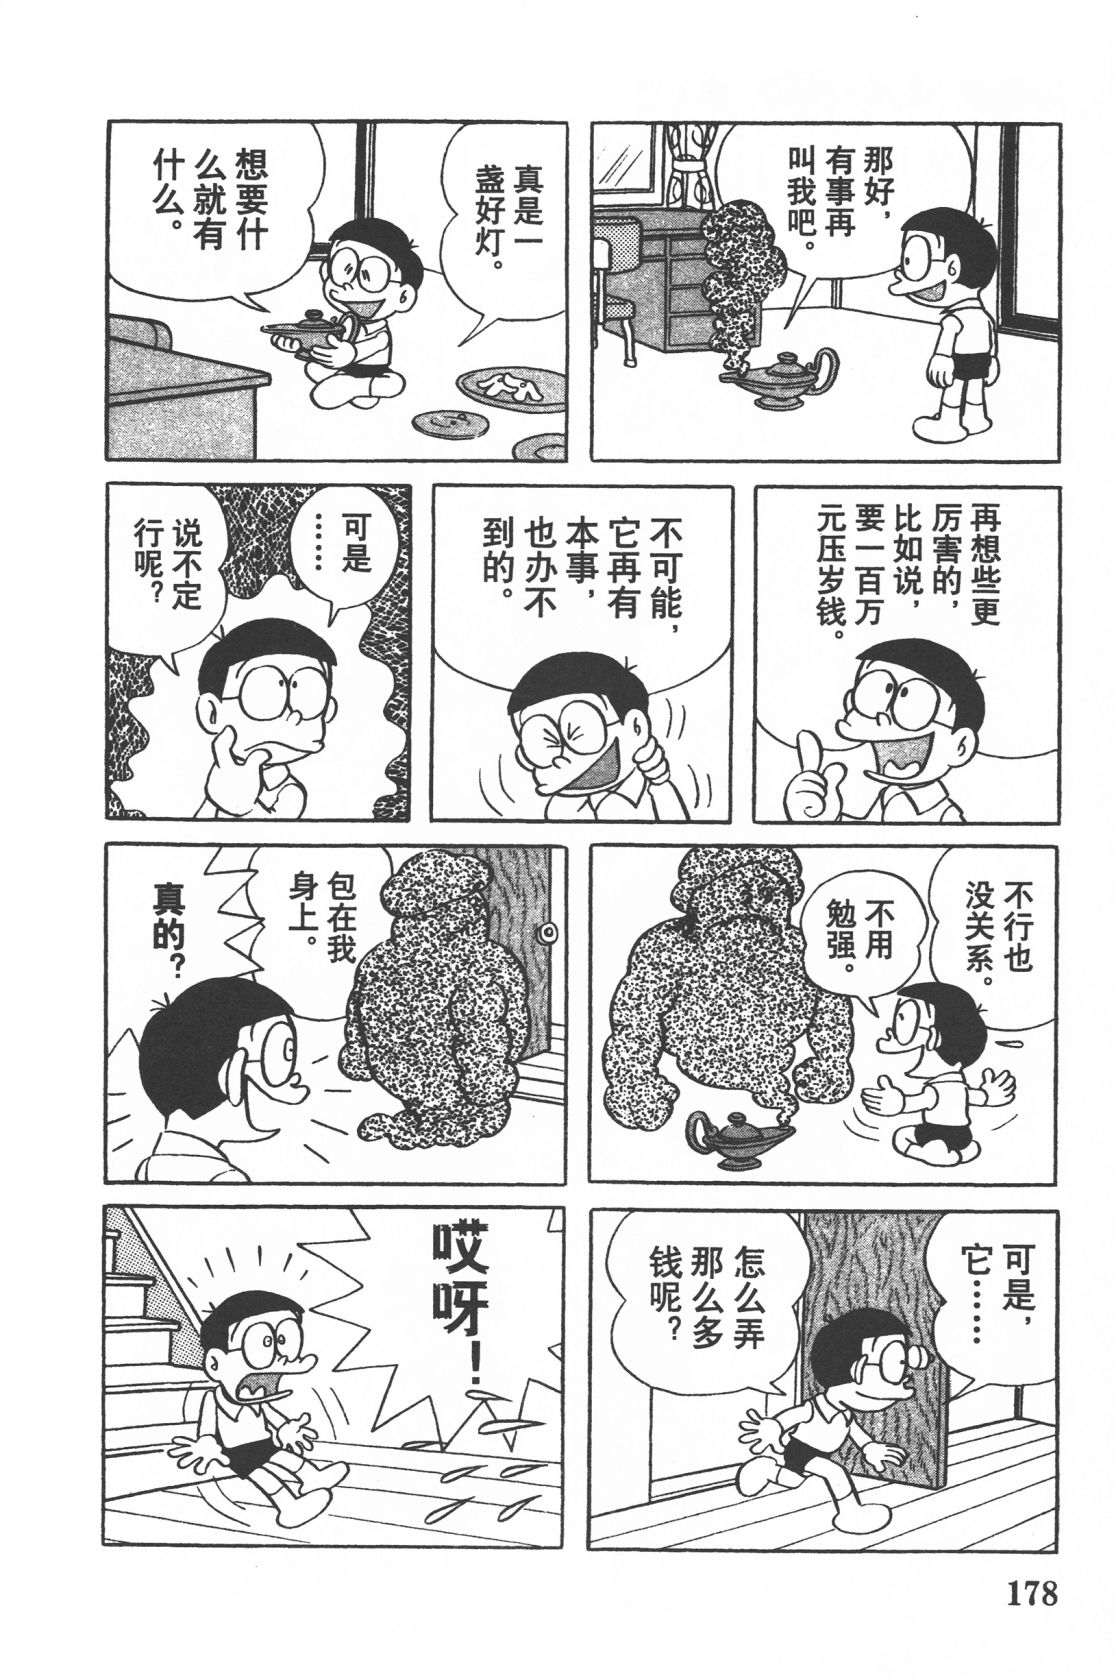 那好，
有事再
叫我吧。
真是一
盏好灯。
想要什
么就有
什么。
再想些更
厉害的，
比如说，
要一百万
元压岁钱。
不可能，
它再有
本事，
也办不
到的。
可是
……
说不定
行呢？
不行也
没关系。
不用
勉强。
包在我
身上。
真的？
可是，
它……
怎么弄
那么多
钱呢？
哎呀！
178